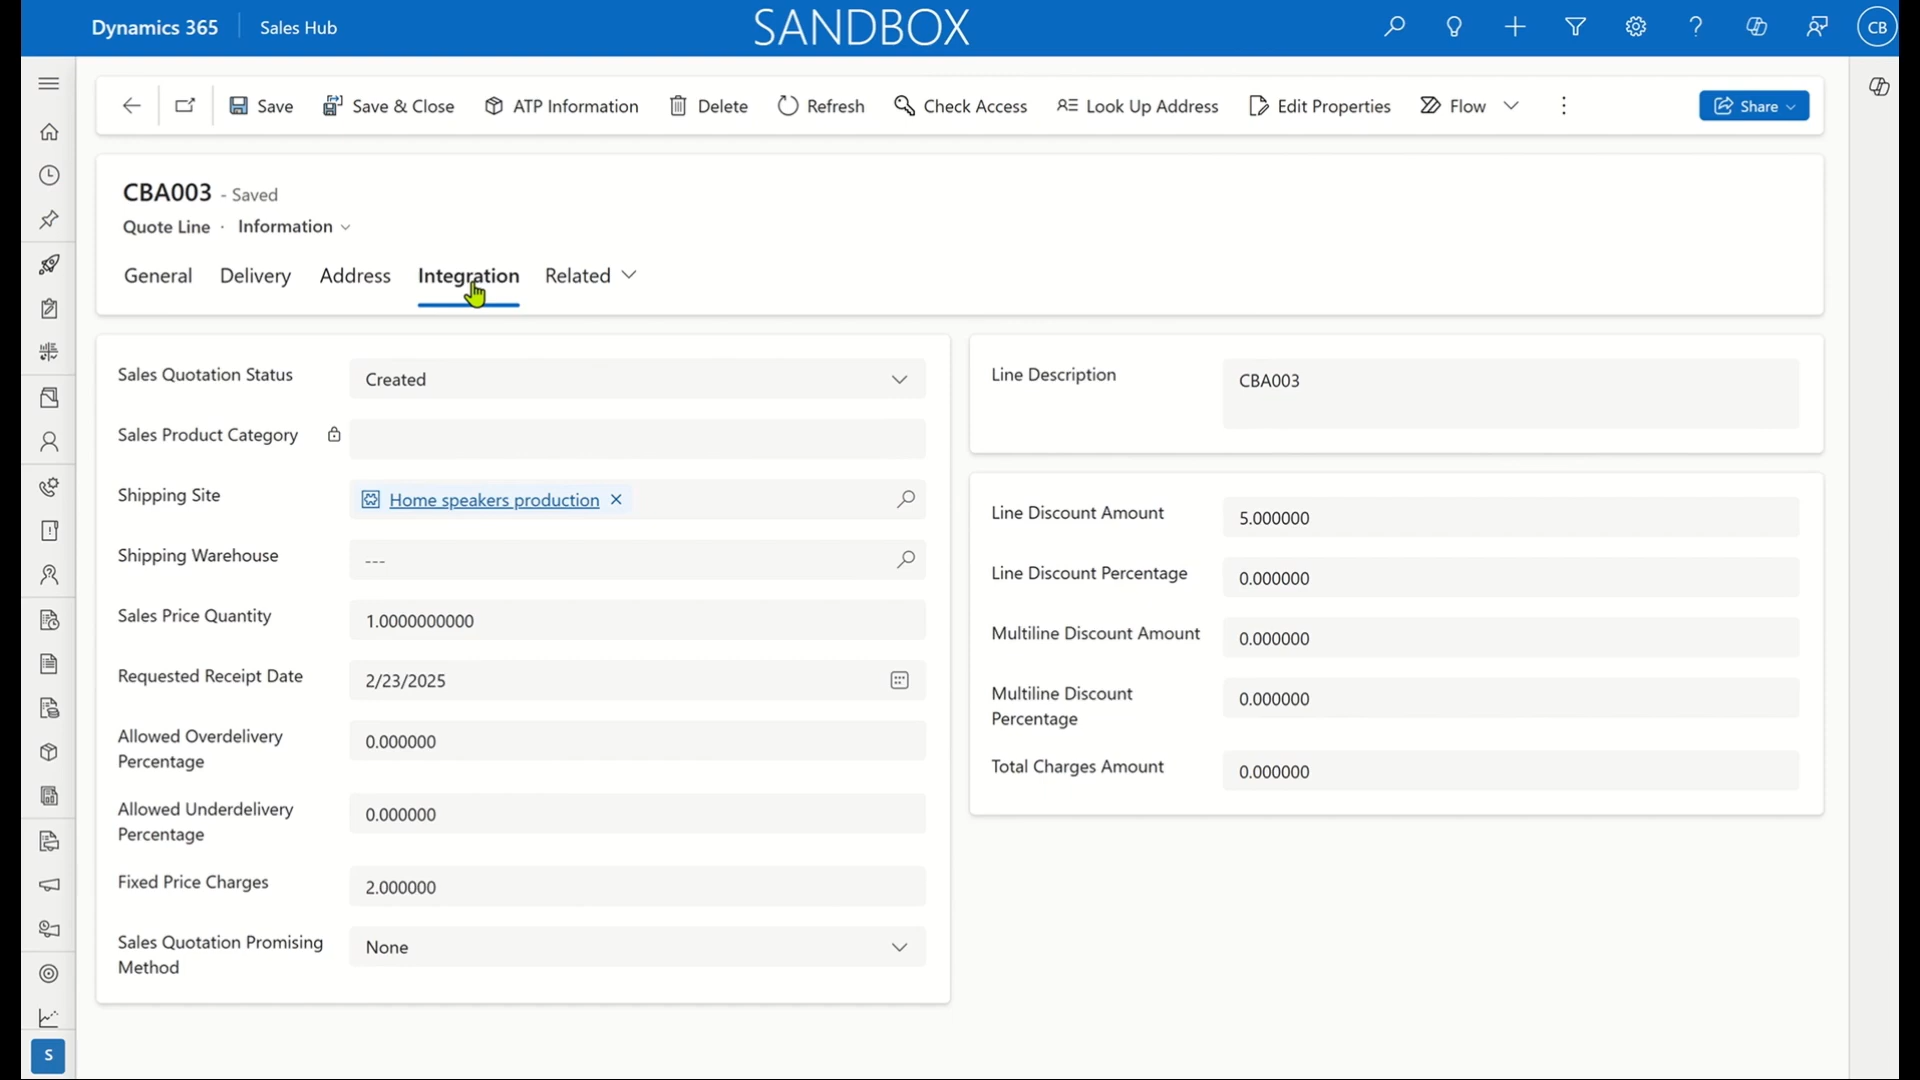 Dynamics 365
Sales Hub
SANDBOX
CB
Save
Save & Close
ATP Information
Delete
Refresh
Check Access
Look Up Address
Edit Properties
Flow
Share
CBA003 - Saved
Quote Line · Information
General
Delivery
Address
Integration
Related
Sales Quotation Status
Created
Sales Product Category
Shipping Site
Home speakers production
Shipping Warehouse
---
Sales Price Quantity
1.0000000000
Requested Receipt Date
2/23/2025
Allowed Overdelivery
Percentage
0.000000
Allowed Underdelivery
Percentage
0.000000
Fixed Price Charges
2.000000
Sales Quotation Promising
Method
None
Line Description
CBA003
Line Discount Amount
5.000000
Line Discount Percentage
0.000000
Multiline Discount Amount
0.000000
Multiline Discount
Percentage
0.000000
Total Charges Amount
0.000000
S